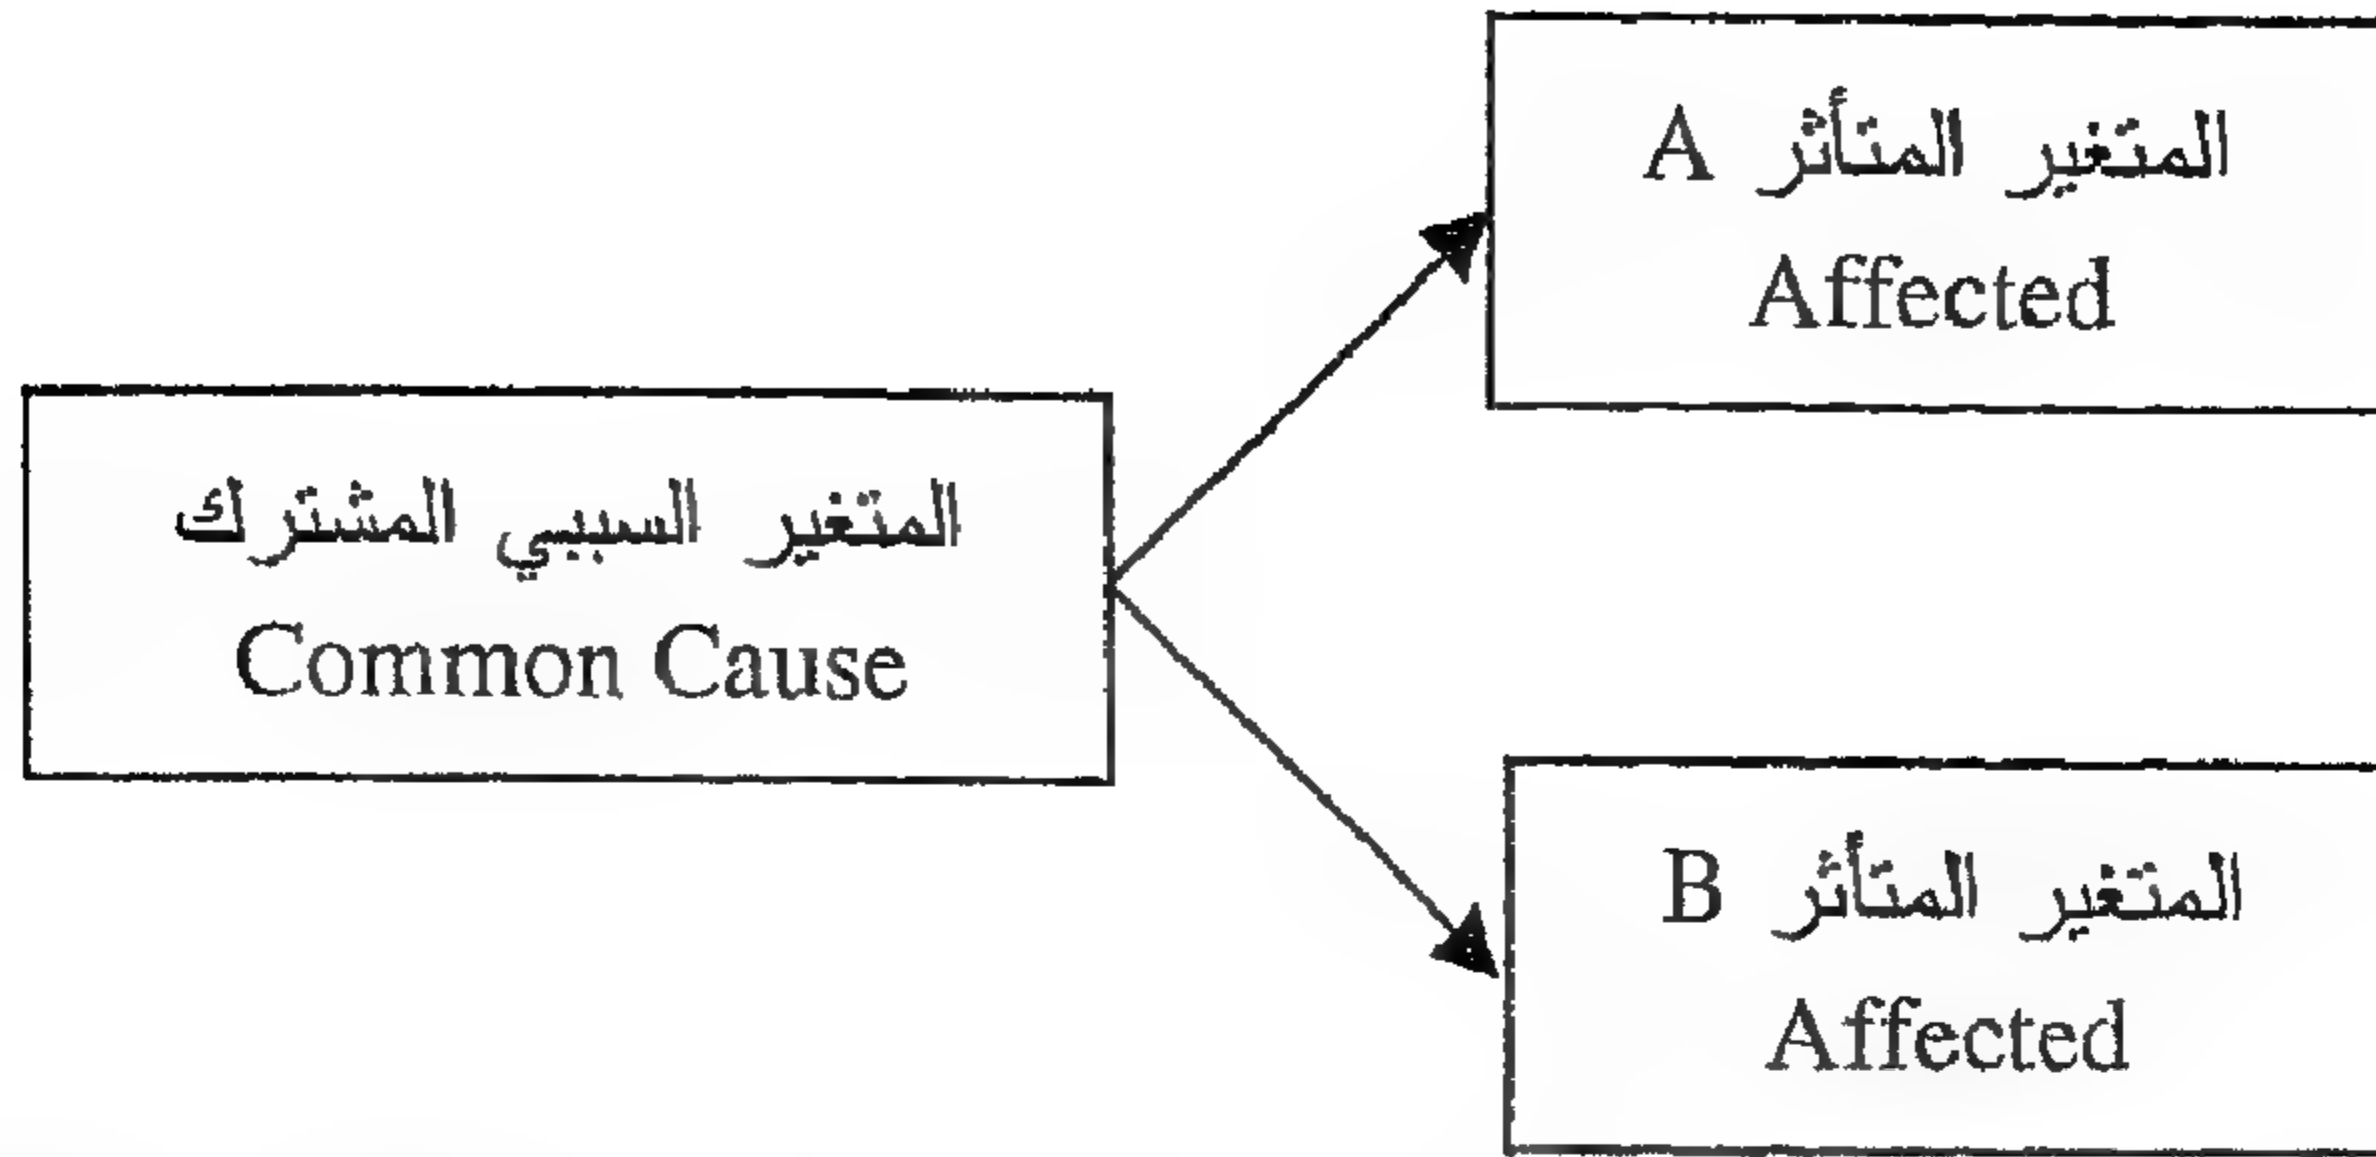 المتغير المتأثر A
Affected
المتغير السببي المشترك
Common Cause
المتغير المتأثر B
Affected